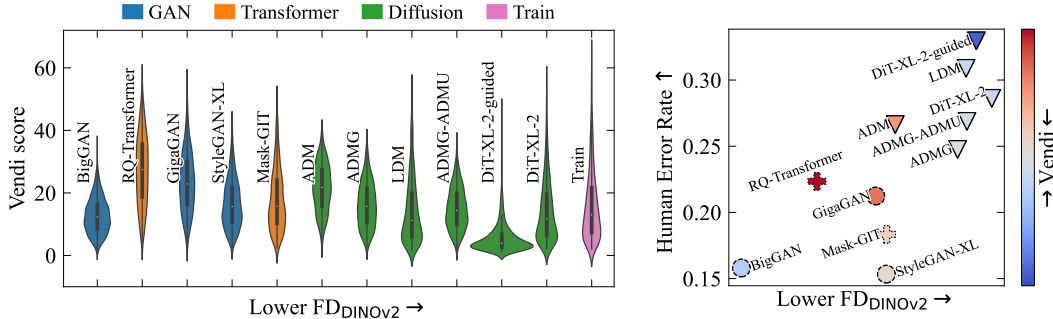 GAN
Transformer
Diffusion
Train
Vendi score
60
40
20
0
BigGAN
RQ-Transformer
GigaGAN
StyleGAN-XL
Mask-GIT
ADM
ADMG
LDM
ADMG-ADMU
DiT-XL-2-guided
DiT-XL-2
Train
Lower FD_DINOv2 →
Human Error Rate ↑
0.30
0.25
0.20
0.15
DiT-XL-2-guided
LDM
DiT-XL-2
ADM
ADMG-ADMU
ADMG
RQ-Transformer
GigaGAN
Mask-GIT
BigGAN
StyleGAN-XL
Lower FD_DINOv2 →
→ Vendi ←